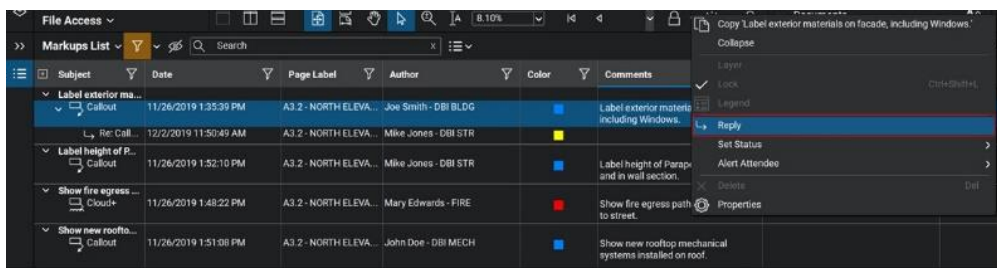 File Access
8.10%
Markups List
Search
x
Subject Date Page Label Author Color Comments
Label exterior ma...
Callout 11/26/2019 1:35:39 PM A3.2 - NORTH ELEVA... Joe Smith - DBI BLDG Label exterior materia
including Windows.
Re: Call... 12/2/2019 11:50:49 AM A3.2 - NORTH ELEVA... Mike Jones - DBI STR
Label height of P...
Callout 11/26/2019 1:52:10 PM A3.2 - NORTH ELEVA... Mike Jones - DBI STR Label height of Parap
and in wall section.
Show fire egress ...
Cloud+ 11/26/2019 1:48:22 PM A3.2 - NORTH ELEVA... Mary Edwards - FIRE Show fire egress path
to street.
Show new roofto...
Callout 11/26/2019 1:51:08 PM A3.2 - NORTH ELEVA... John Doe - DBI MECH Show new rooftop mechanical
systems installed on roof.
Copy 'Label exterior materials on facade, including Windows.'
Collapse
Layer
Lock Ctrl+Shift+L
Legend
Reply
Set Status
Alert Attendee
Delete Del
Properties